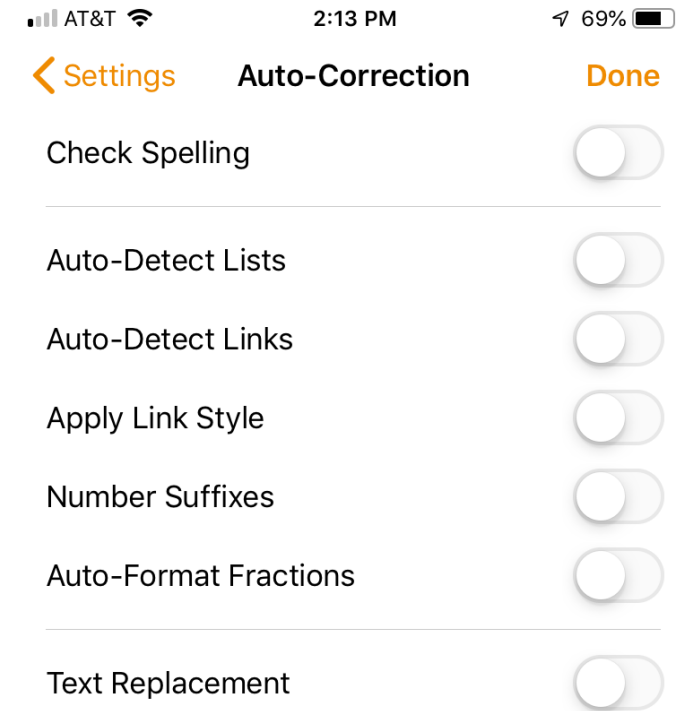 AT&T 2:13 PM 69%
Settings Auto-Correction Done
Check Spelling
Auto-Detect Lists
Auto-Detect Links
Apply Link Style
Number Suffixes
Auto-Format Fractions
Text Replacement